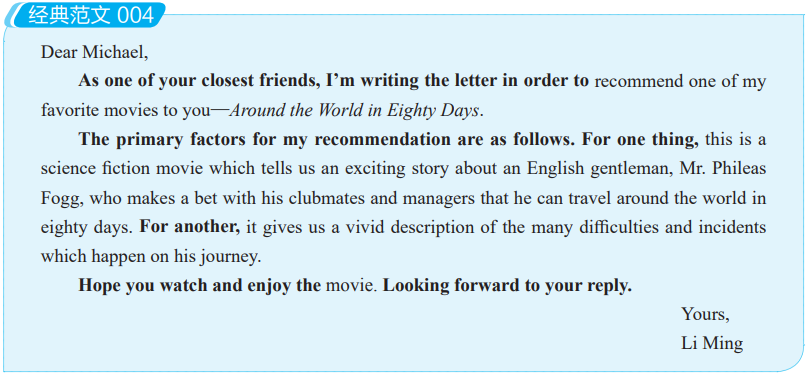 经典范文 004
Dear Michael,
As one of your closest friends, I’m writing the letter in order to recommend one of my
favorite movies to you—Around the World in Eighty Days.
The primary factors for my recommendation are as follows. For one thing, this is a
science fiction movie which tells us an exciting story about an English gentleman, Mr. Phileas
Fogg, who makes a bet with his clubmates and managers that he can travel around the world in
eighty days. For another, it gives us a vivid description of the many difficulties and incidents
which happen on his journey.
Hope you watch and enjoy the movie. Looking forward to your reply.
Yours,
Li Ming